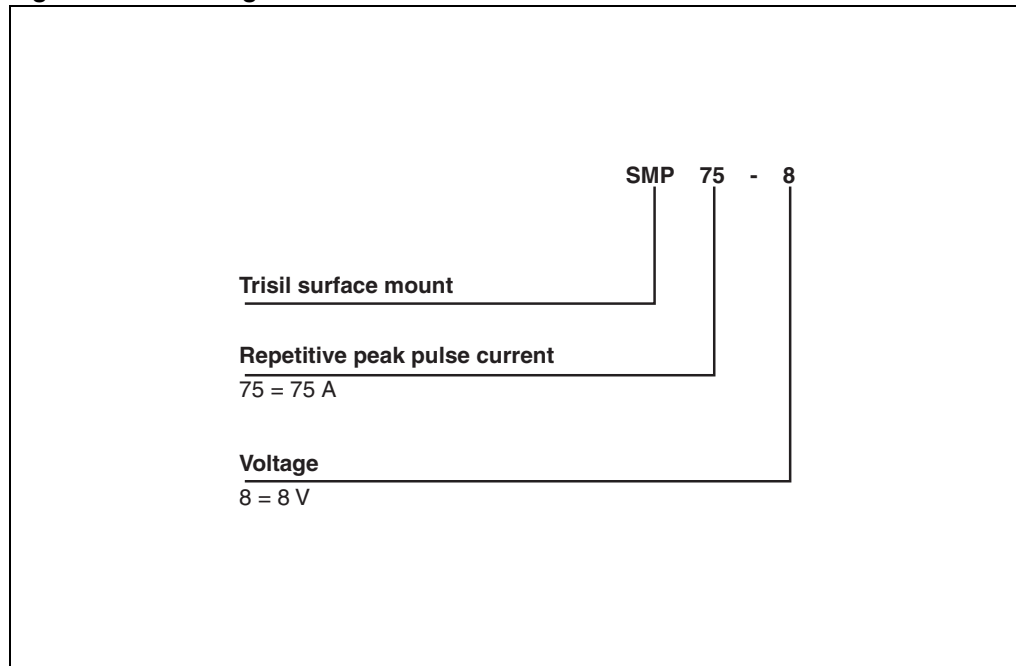 SMP 75 - 8
Trisil surface mount
Repetitive peak pulse current
75 = 75 A
Voltage
8 = 8 V